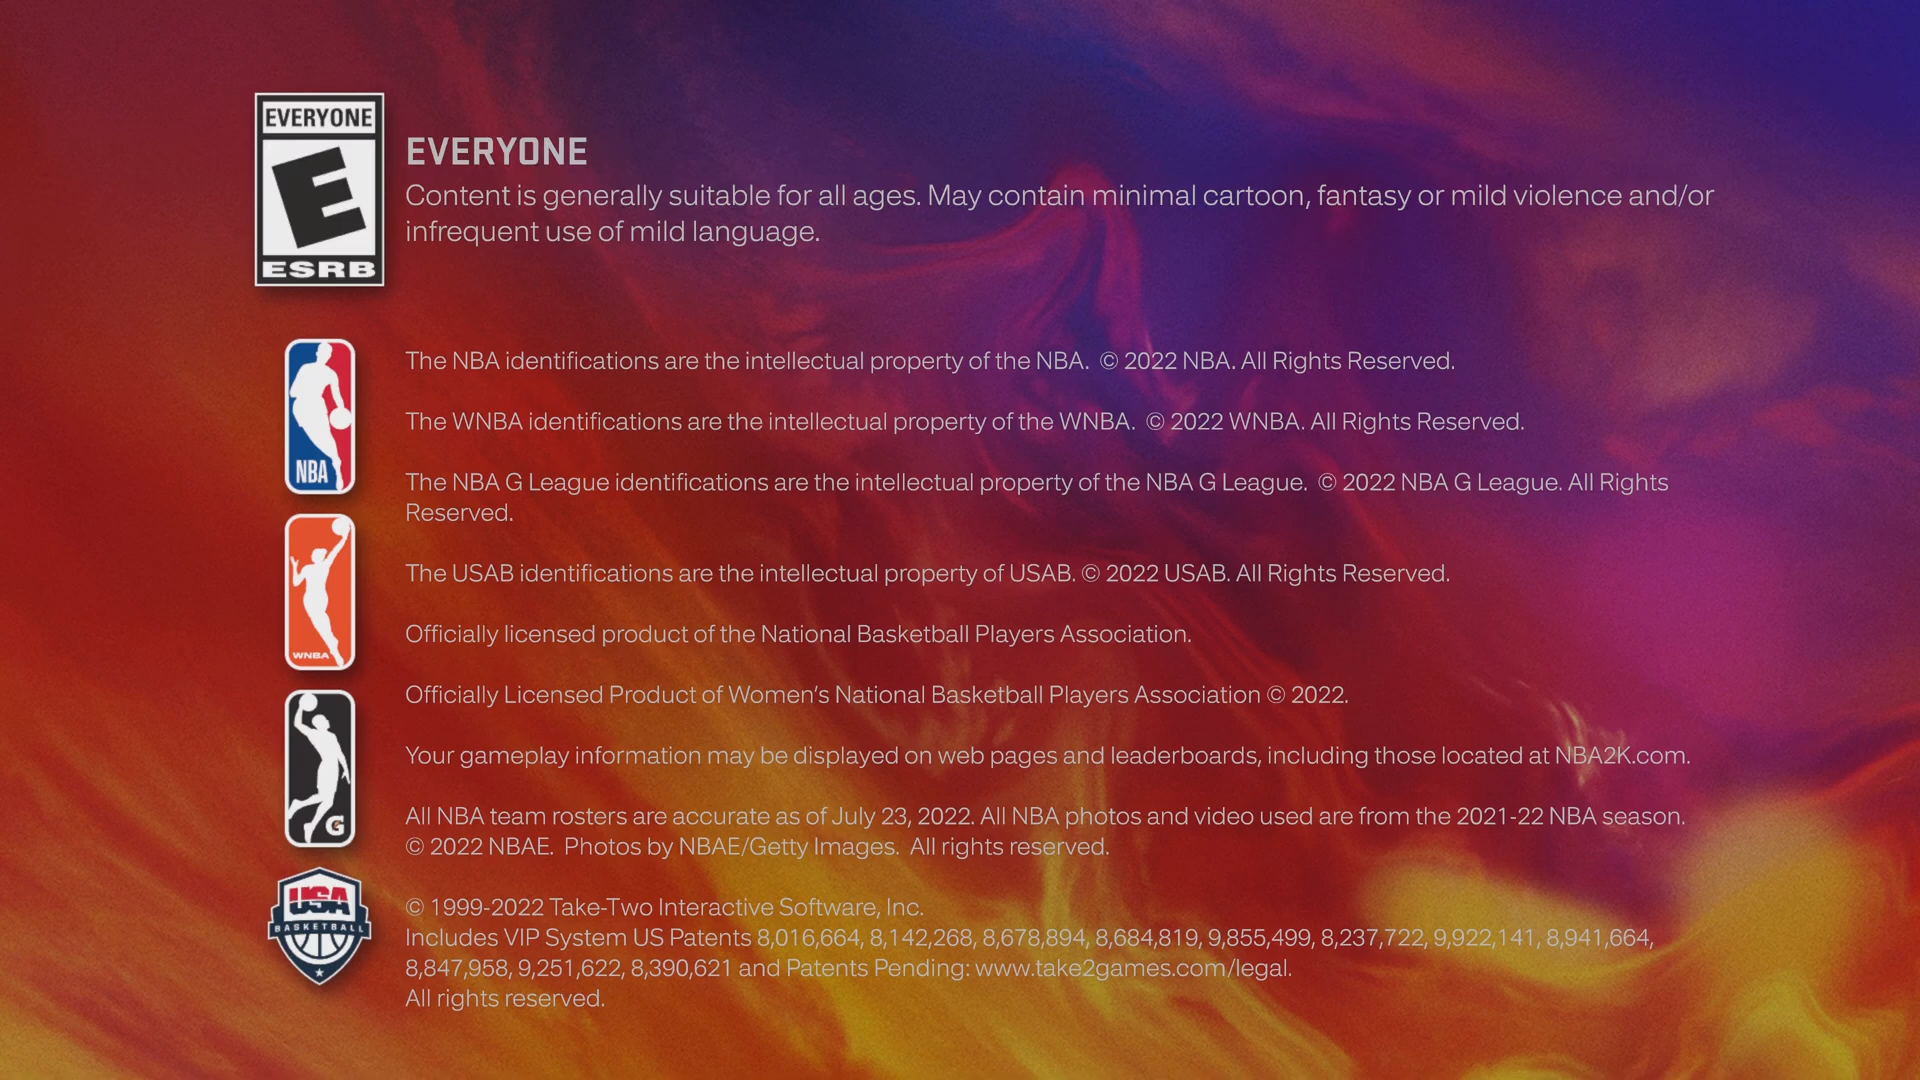 EVERYONE
E
ESRB
EVERYONE
Content is generally suitable for all ages. May contain minimal cartoon, fantasy or mild violence and/or
infrequent use of mild language.
NBA
The NBA identifications are the intellectual property of the NBA.  © 2022 NBA. All Rights Reserved.
The WNBA identifications are the intellectual property of the WNBA.  © 2022 WNBA. All Rights Reserved.
The NBA G League identifications are the intellectual property of the NBA G League.  © 2022 NBA G League. All Rights
Reserved.
WNBA
The USAB identifications are the intellectual property of USAB. © 2022 USAB. All Rights Reserved.
Officially licensed product of the National Basketball Players Association.
Officially Licensed Product of Women's National Basketball Players Association © 2022.
G
Your gameplay information may be displayed on web pages and leaderboards, including those located at NBA2K.com.
All NBA team rosters are accurate as of July 23, 2022. All NBA photos and video used are from the 2021-22 NBA season.
© 2022 NBAE.  Photos by NBAE/Getty Images.  All rights reserved.
USA
BASKETBALL
© 1999-2022 Take-Two Interactive Software, Inc.
Includes VIP System US Patents 8,016,664, 8,142,268, 8,678,894, 8,684,819, 9,855,499, 8,237,722, 9,922,141, 8,941,664,
8,847,958, 9,251,622, 8,390,621 and Patents Pending: www.take2games.com/legal.
All rights reserved.